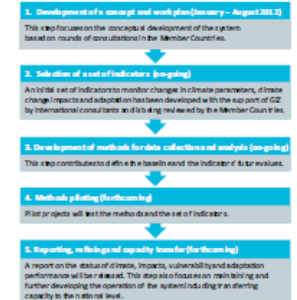 1. Development of a concept and workplan (January – August 2012)
This step focuses on the conceptual development of the system
based on rounds of consultations in the Member Countries.
2. Selection of a set of indicators (on-going)
An initial set of indicators to monitor changes in climate parameters, climate
change impacts and adaptation has been developed with the support of GIZ
by international consultants and is being reviewed by the Member Countries.
3. Development of methods for data collection and analysis (on-going)
This step contributes to define the baseline and the indicators' futur evalues.
4. Methods piloting (forthcoming)
Pilot projects will test the methods and the set of indicators.
5. Reporting, refining and capacity transfer (forthcoming)
A report on the status of climate, impacts, vulnerability and adaptation
performance will be released. This step also focuses on maintaining and
further developing the operation of the system including transferring
capacity to the national level.